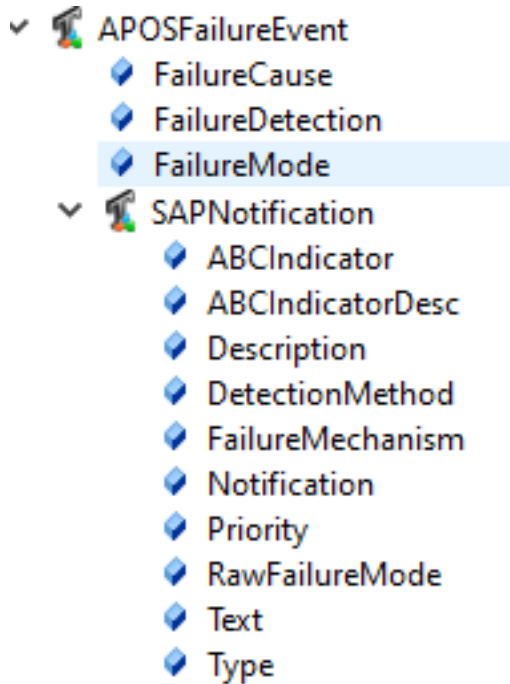 APOSFailureEvent
FailureCause
FailureDetection
FailureMode
SAPNotification
ABCIndicator
ABCIndicatorDesc
Description
DetectionMethod
FailureMechanism
Notification
Priority
RawFailureMode
Text
Type